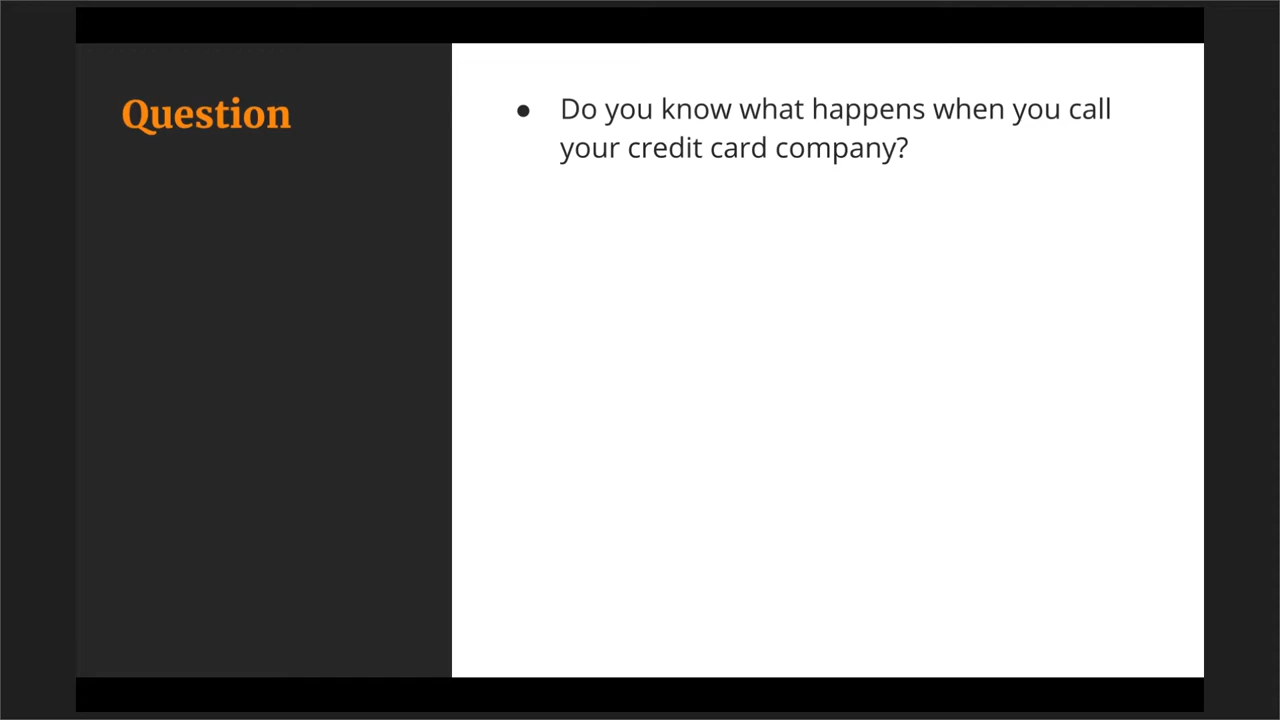 Question
● Do you know what happens when you call
your credit card company?